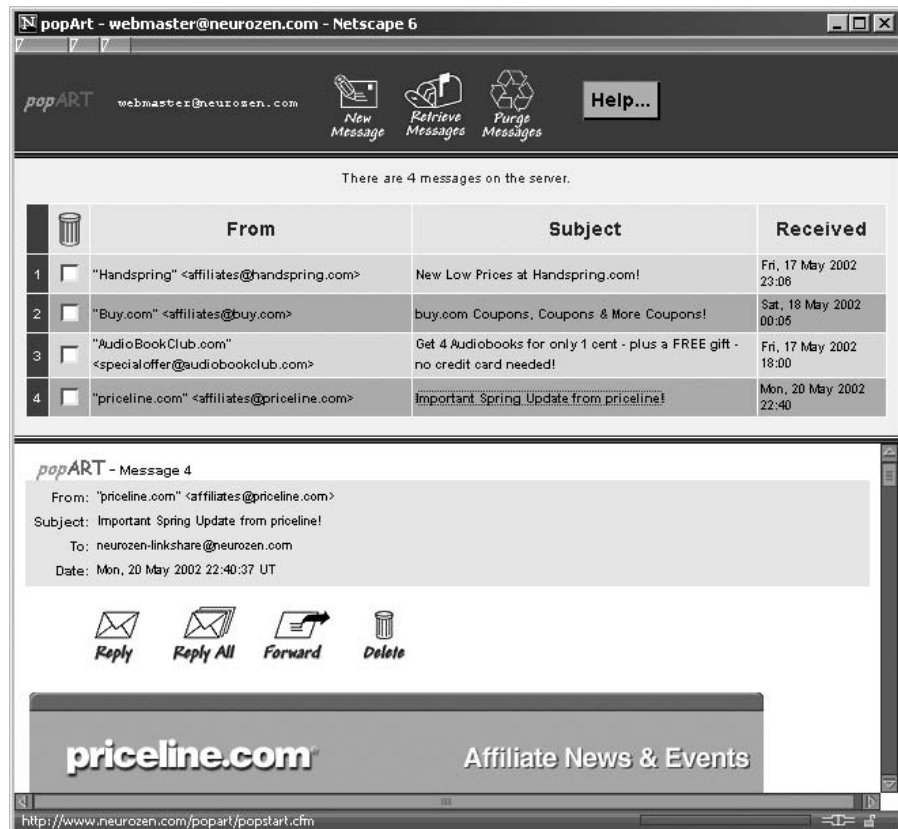 popArt - webmaster@neurozen.com - Netscape 6
popART
webmaster@neurozen.com
New
Message
Retrieve
Messages
Purge
Messages
Help...
There are 4 messages on the server.
From
Subject
Received
1
"Handspring" <affiliates@handspring.com>
New Low Prices at Handspring.com!
Fri, 17 May 2002
23:06
2
"Buy.com" <affiliates@buy.com>
buy.com Coupons, Coupons & More Coupons!
Sat, 18 May 2002
00:05
3
"AudioBookClub.com"
<specialoffer@audiobookclub.com>
Get 4 Audiobooks for only 1 cent - plus a FREE gift -
no credit card needed!
Fri, 17 May 2002
18:00
4
"priceline.com" <affiliates@priceline.com>
Important Spring Update from priceline!
Mon, 20 May 2002
22:40
popART - Message 4
From: "priceline.com" <affiliates@priceline.com>
Subject: Important Spring Update from priceline!
To: neurozen-linkshare@neurozen.com
Date: Mon, 20 May 2002 22:40:37 UT
Reply
Reply All
Forward
Delete
priceline.com®
Affiliate News & Events
http://www.neurozen.com/popart/popstart.cfm